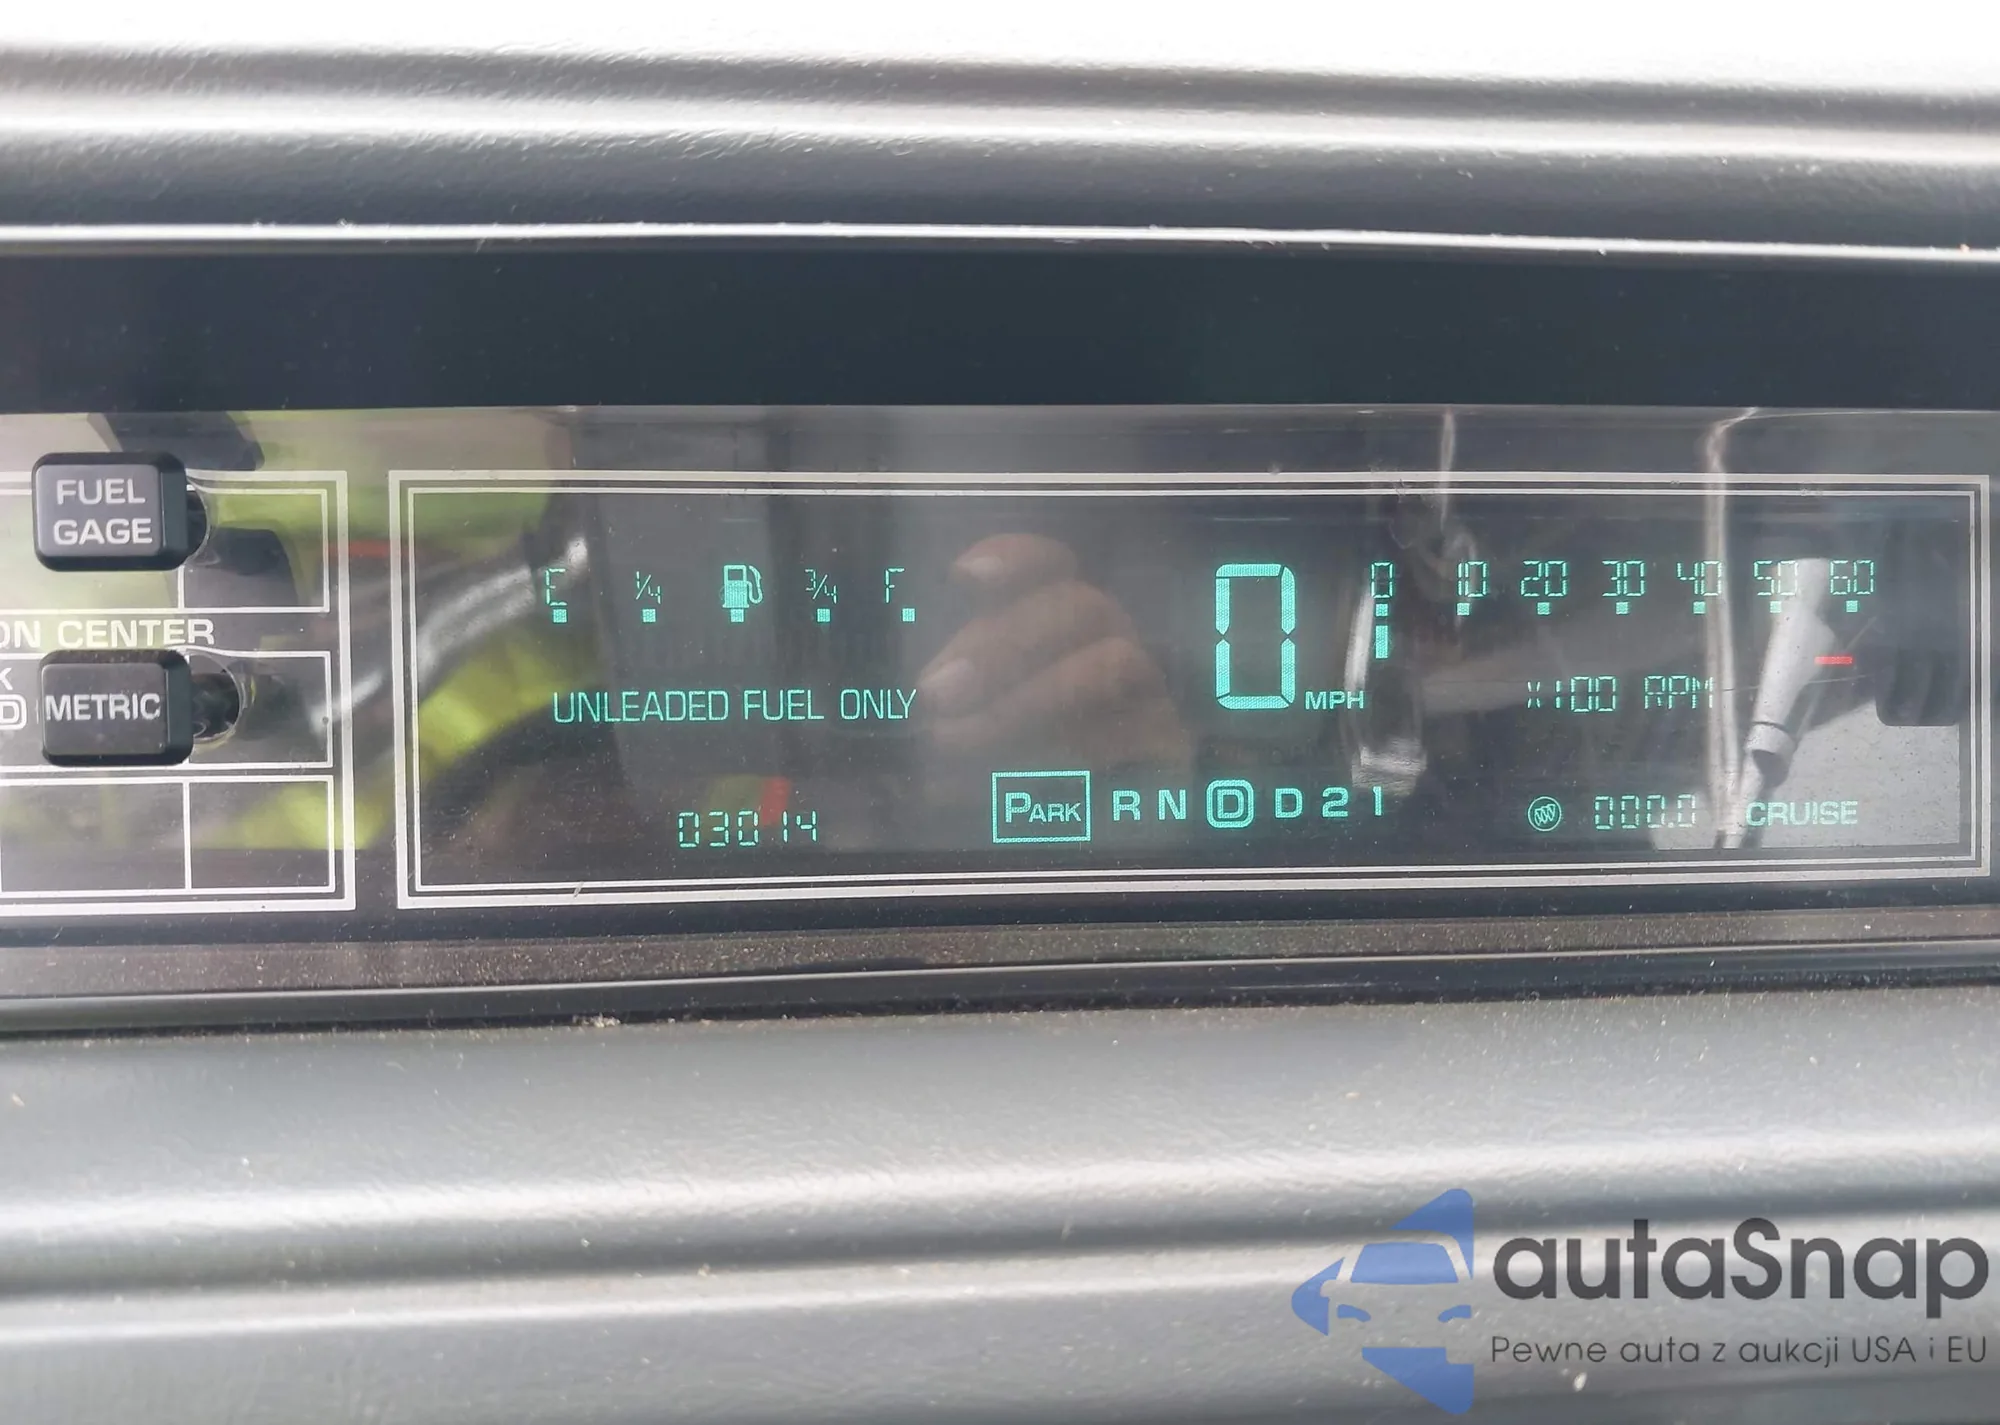 FUEL
GAGE
ON CENTER
K
D
METRIC
E 1/4 3/4 F
UNLEADED FUEL ONLY
03014
0 MPH
PARK R N D D 2 1
0 10 20 30 40 50 60
x100 RPM
000.0 CRUISE
autaSnap
Pewne auta z aukcji USA i EU